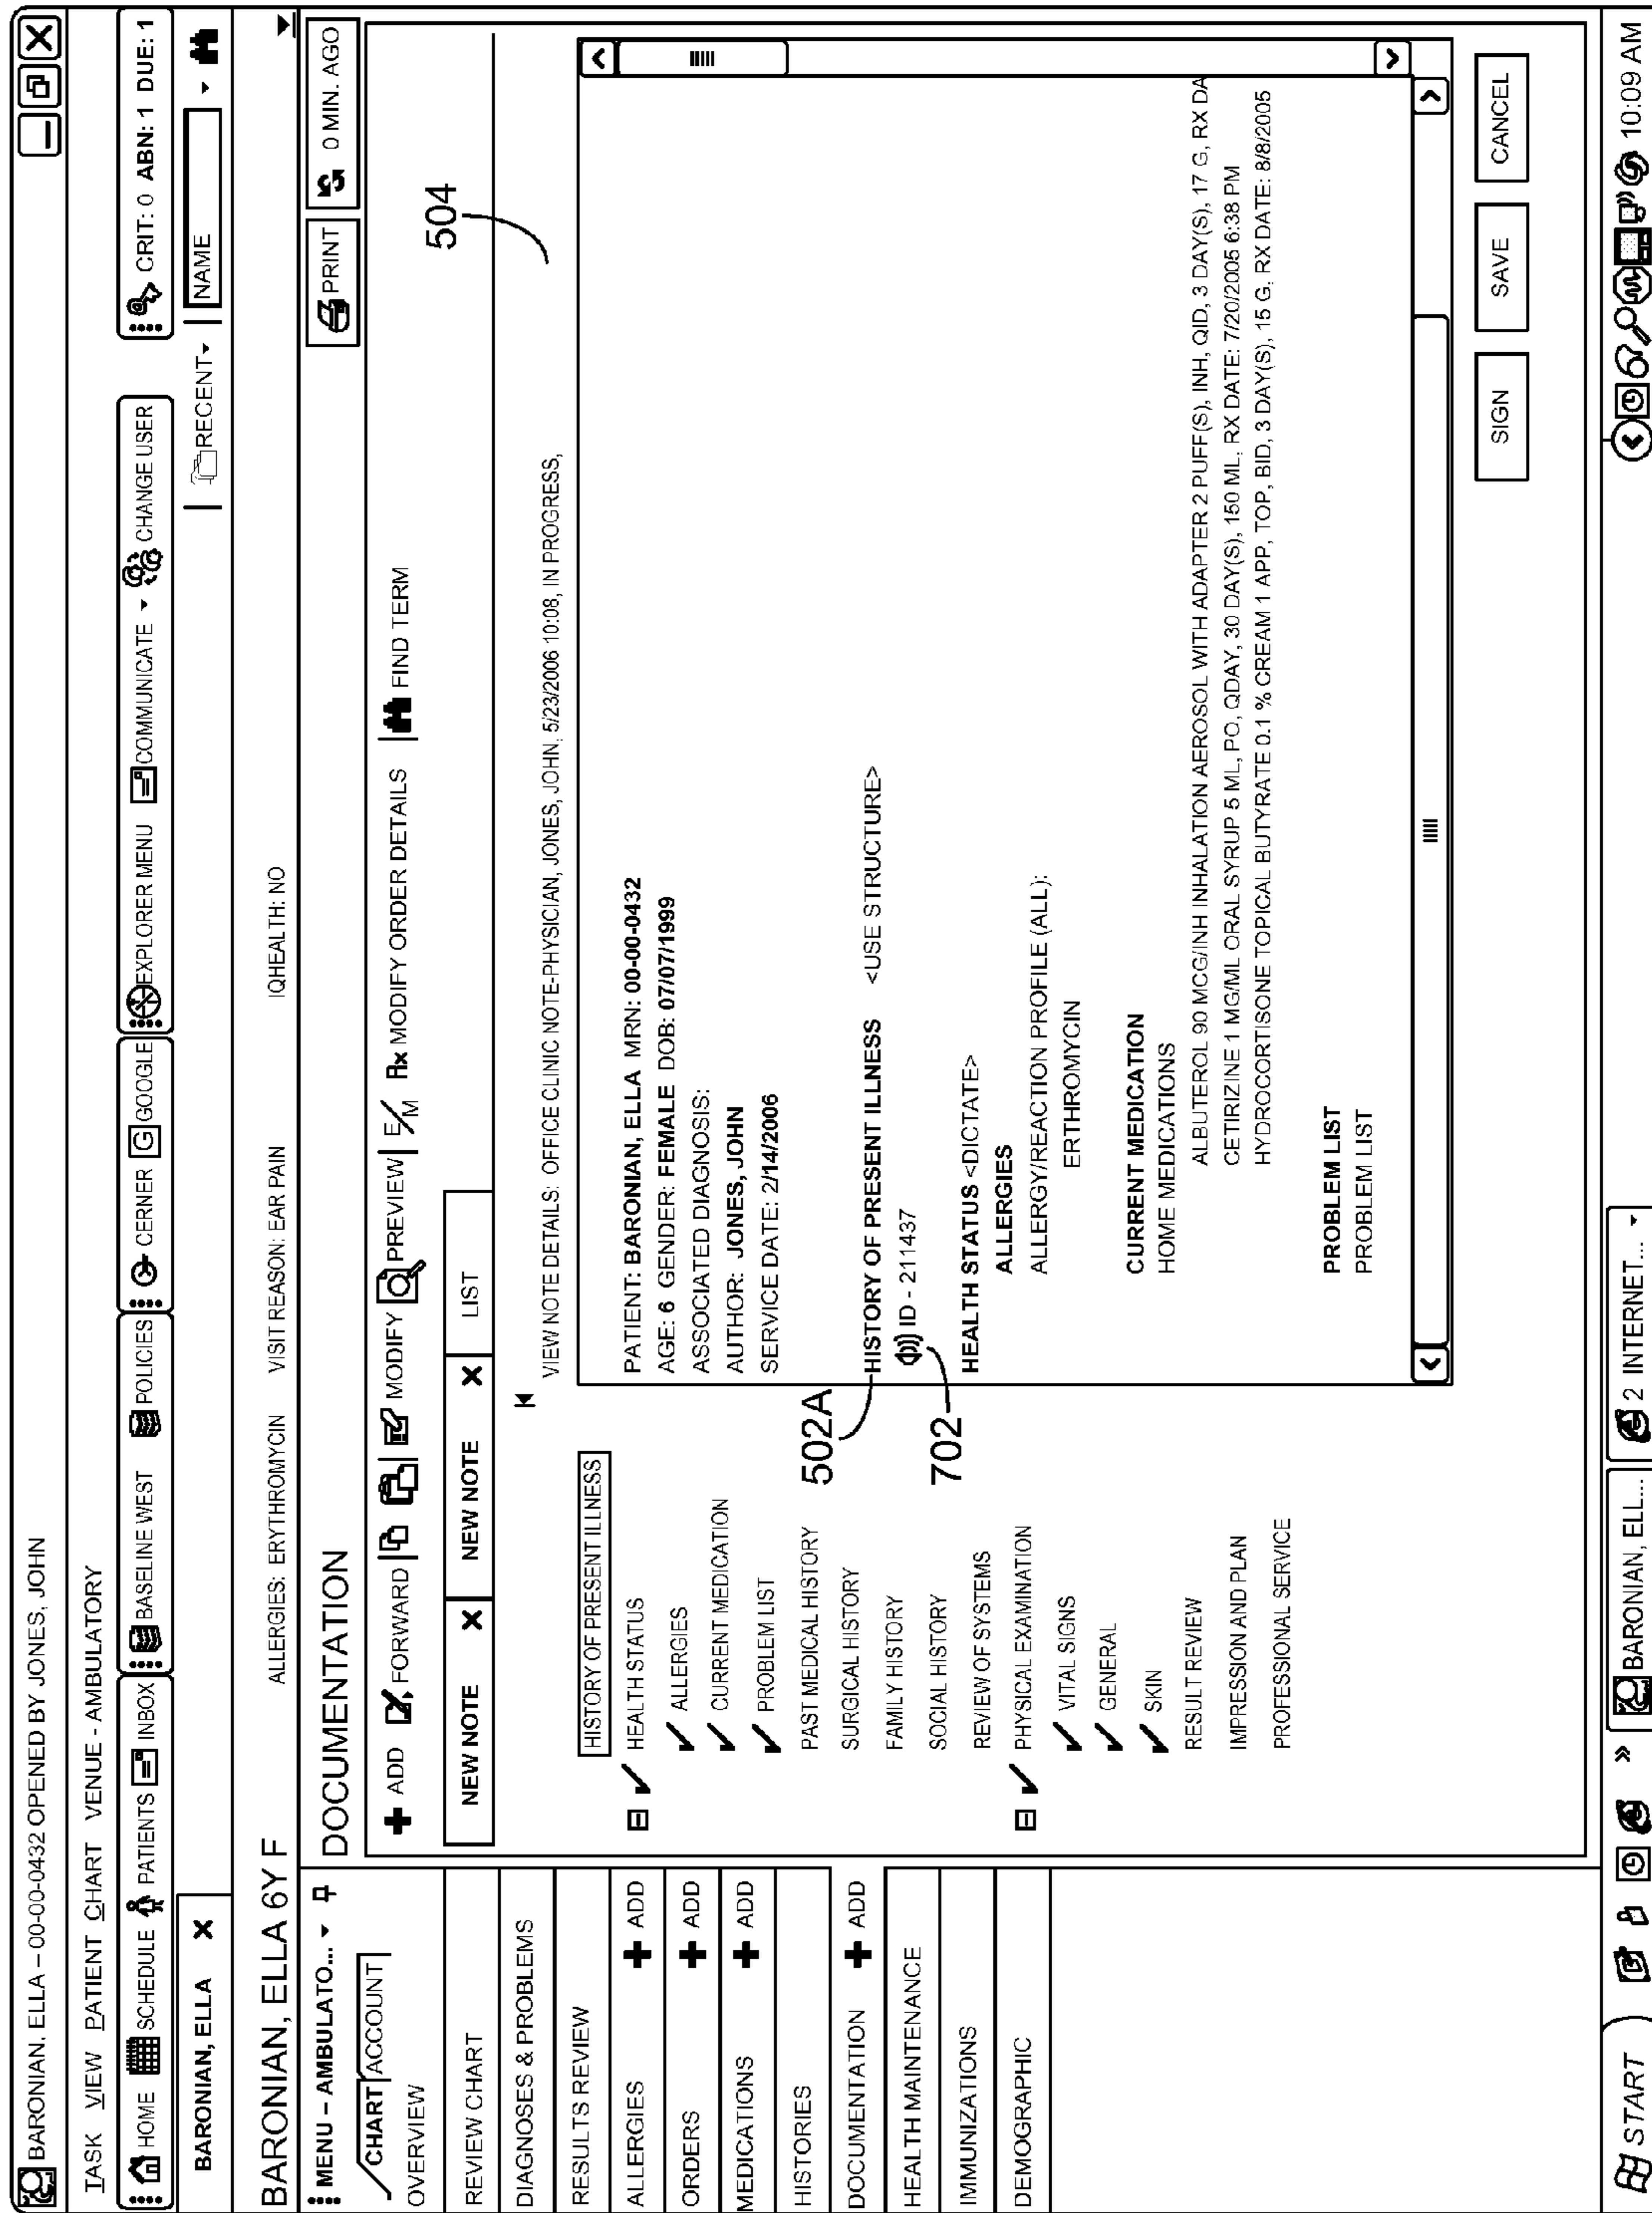 BARONIAN, ELLA – 00-00-0432 OPENED BY JONES, JOHN
TASK VIEW PATIENT CHART VENUE - AMBULATORY
HOME SCHEDULE PATIENTS INBOX BASELINE WEST POLICIES CERNER G GOOGLE EXPLORER MENU COMMUNICATE CHANGE USER CRIT: 0 ABN: 1 DUE: 1
BARONIAN, ELLA X RECENT NAME
BARONIAN, ELLA 6Y F ALLERGIES: ERYTHROMYCIN VISIT REASON: EAR PAIN IQHEALTH: NO
MENU – AMBULATO...
CHART ACCOUNT
OVERVIEW
REVIEW CHART
DIAGNOSES & PROBLEMS
RESULTS REVIEW
ALLERGIES + ADD
ORDERS + ADD
MEDICATIONS + ADD
HISTORIES
DOCUMENTATION + ADD
HEALTH MAINTENANCE
IMMUNIZATIONS
DEMOGRAPHIC
DOCUMENTATION PRINT 0 MIN. AGO
+ ADD FORWARD MODIFY PREVIEW E/M Rx MODIFY ORDER DETAILS FIND TERM
NEW NOTE X NEW NOTE X LIST
504
VIEW NOTE DETAILS: OFFICE CLINIC NOTE-PHYSICIAN, JONES, JOHN, 5/23/2006 10:08, IN PROGRESS,
HISTORY OF PRESENT ILLNESS
HEALTH STATUS
ALLERGIES
CURRENT MEDICATION
PROBLEM LIST
PAST MEDICAL HISTORY
SURGICAL HISTORY
FAMILY HISTORY
SOCIAL HISTORY
REVIEW OF SYSTEMS
PHYSICAL EXAMINATION
VITAL SIGNS
GENERAL
SKIN
RESULT REVIEW
IMPRESSION AND PLAN
PROFESSIONAL SERVICE
PATIENT: BARONIAN, ELLA MRN: 00-00-0432
AGE: 6 GENDER: FEMALE DOB: 07/07/1999
ASSOCIATED DIAGNOSIS:
AUTHOR: JONES, JOHN
SERVICE DATE: 2/14/2006
502A
HISTORY OF PRESENT ILLNESS <USE STRUCTURE>
702
ID - 211437
HEALTH STATUS <DICTATE>
ALLERGIES
ALLERGY/REACTION PROFILE (ALL):
ERTHROMYCIN
CURRENT MEDICATION
HOME MEDICATIONS
ALBUTEROL 90 MCG/INH INHALATION AEROSOL WITH ADAPTER 2 PUFF(S), INH, QID, 3 DAY(S), 17 G, RX DA
CETIRIZINE 1 MG/ML ORAL SYRUP 5 ML, PO, QDAY, 30 DAY(S), 150 ML, RX DATE: 7/20/2005 6:38 PM
HYDROCORTISONE TOPICAL BUTYRATE 0.1 % CREAM 1 APP, TOP, BID, 3 DAY(S), 15 G, RX DATE: 8/8/2005
PROBLEM LIST
PROBLEM LIST
SIGN SAVE CANCEL
START » BARONIAN, ELL... 2 INTERNET... 10:09 AM